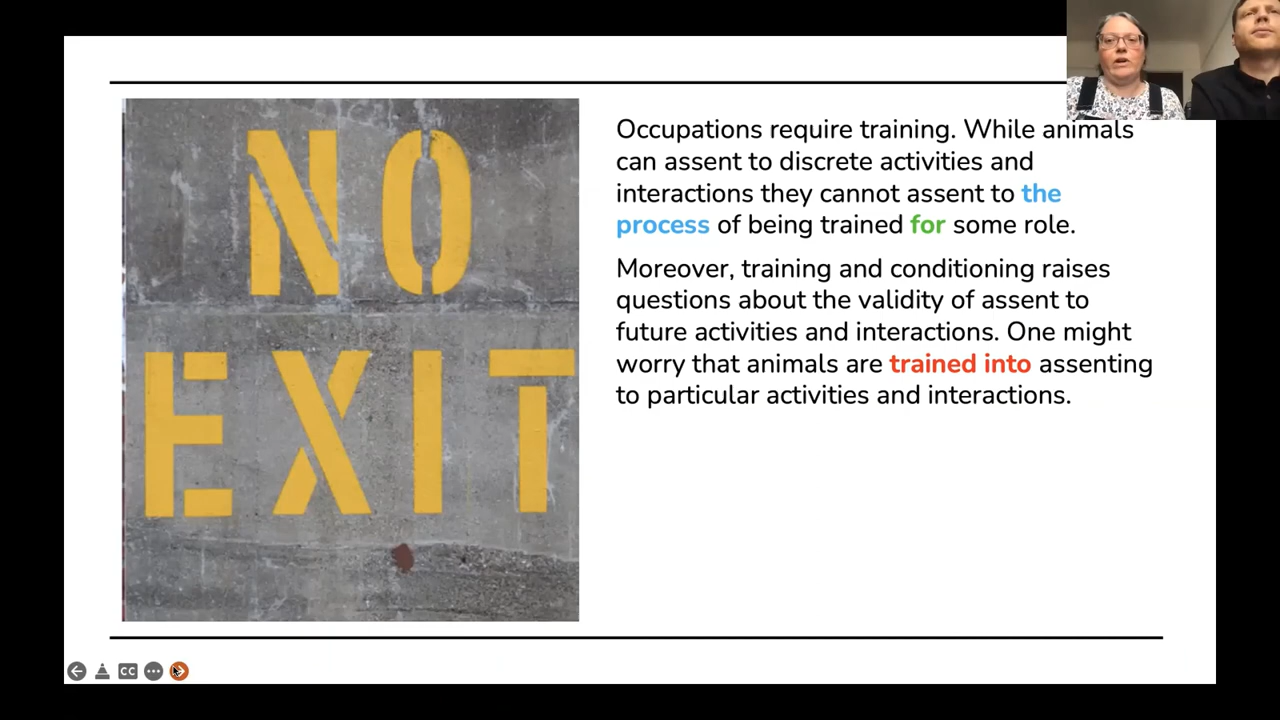 NO
EXIT
Occupations require training. While animals
can assent to discrete activities and
interactions they cannot assent to the
process of being trained for some role.
Moreover, training and conditioning raises
questions about the validity of assent to
future activities and interactions. One might
worry that animals are trained into assenting
to particular activities and interactions.
CC